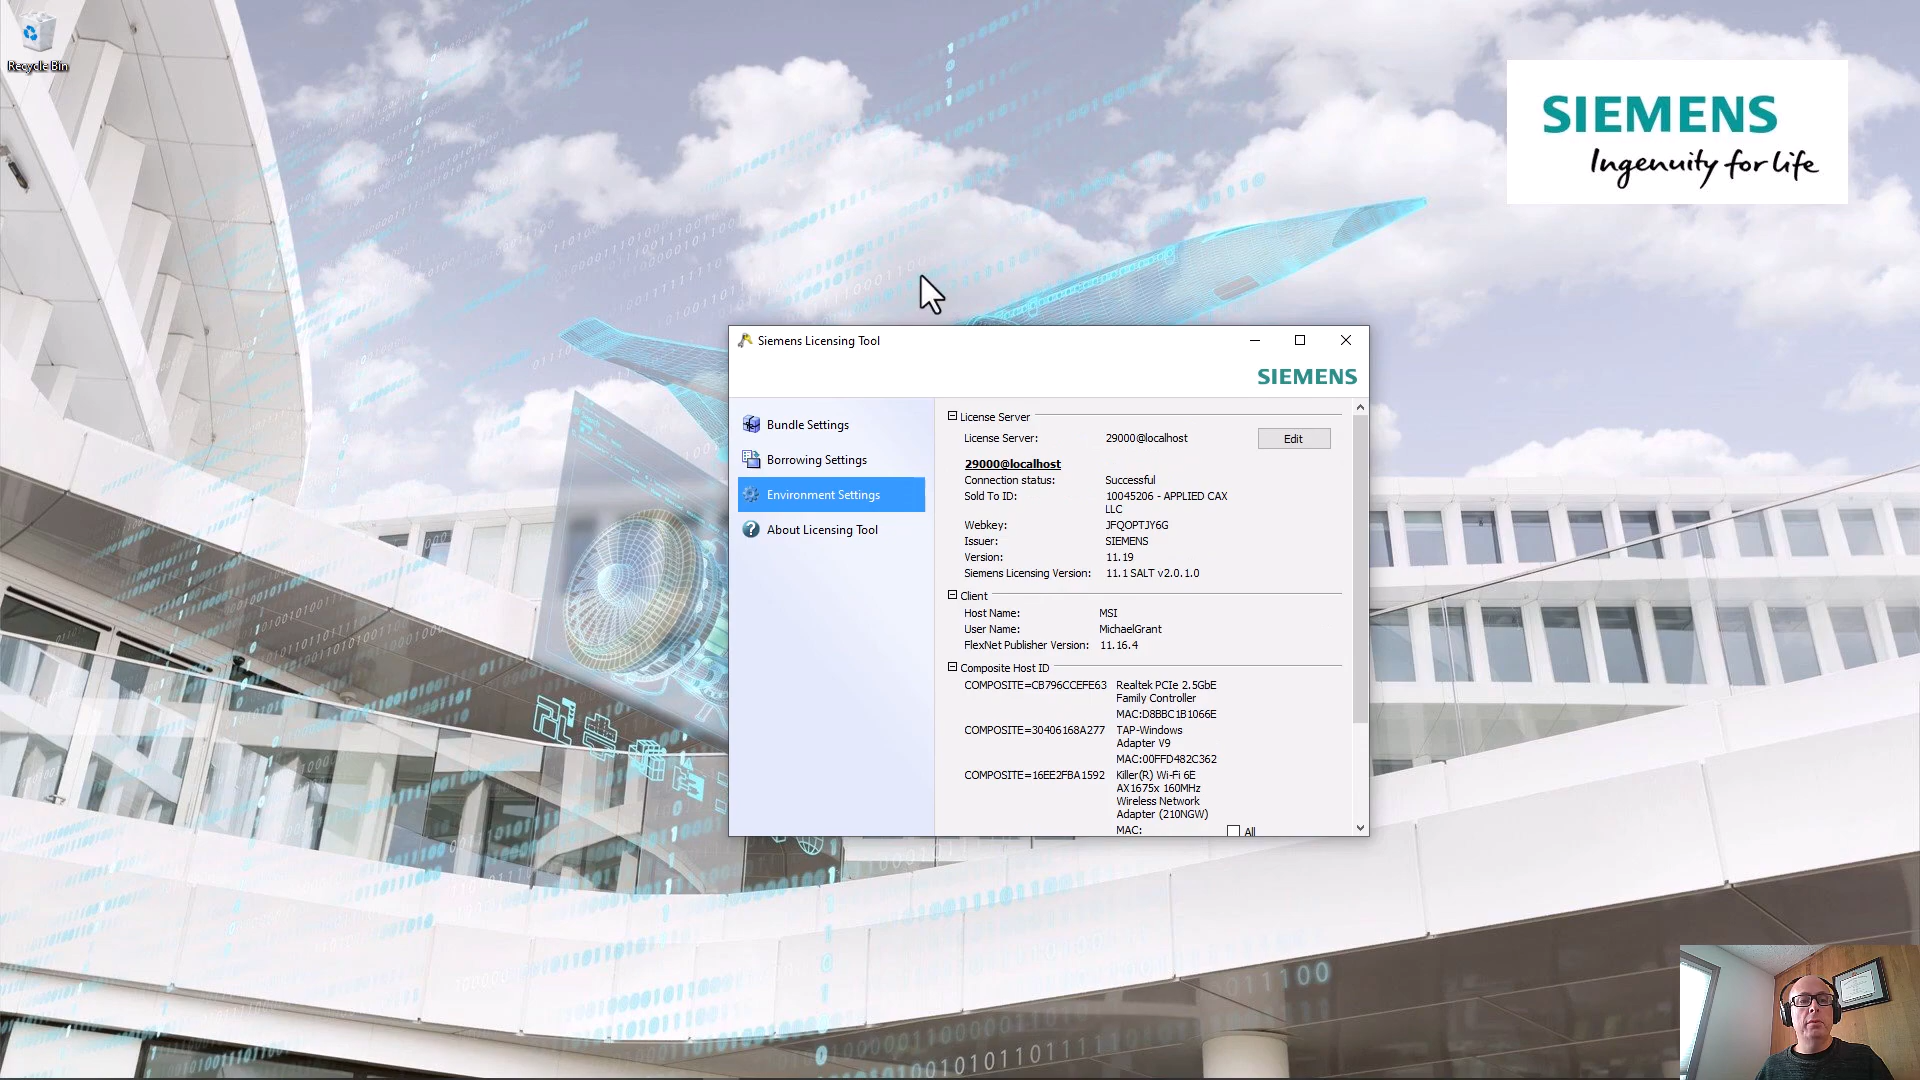 Recycle Bin
SIEMENS
Ingenuity for life
Siemens Licensing Tool
SIEMENS
Bundle Settings
Borrowing Settings
Environment Settings
About Licensing Tool
License Server
License Server: 29000@localhost Edit
29000@localhost
Connection status: Successful
Sold To ID: 10045206 - APPLIED CAX
LLC
Webkey: JFQOPTJY6G
Issuer: SIEMENS
Version: 11.19
Siemens Licensing Version: 11.1 SALT v2.0.1.0
Client
Host Name: MSI
User Name: MichaelGrant
FlexNet Publisher Version: 11.16.4
Composite Host ID
COMPOSITE=CB796CCEFE63 Realtek PCIe 2.5GbE
Family Controller
MAC:D8BBC1B1066E
COMPOSITE=30406168A277 TAP-Windows
Adapter V9
MAC:00FFD482C362
COMPOSITE=16EE2FBA1592 Killer(R) Wi-Fi 6E
AX1675x 160MHz
Wireless Network
Adapter (210NGW)
MAC: All